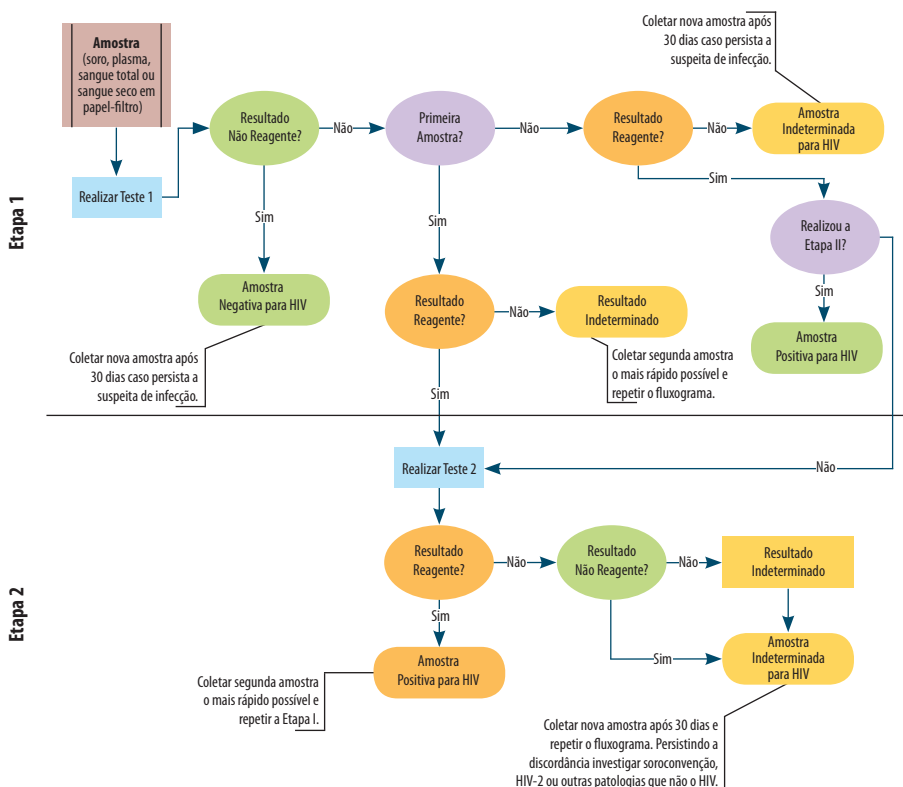 Etapa 1
Amostra
(soro, plasma,
sangue total ou
sangue seco em
papel-filtro)
Realizar Teste 1
Resultado
Não Reagente?
Não
Primeira
Amostra?
Não
Resultado
Reagente?
Não
Amostra
Indeterminada
para HIV
Coletar nova amostra após
30 dias caso persista a
suspeita de infecção.
Sim
Realizou a
Etapa II?
Sim
Amostra
Positiva para HIV
Sim
Amostra
Negativa para HIV
Coletar nova amostra após
30 dias caso persista a
suspeita de infecção.
Sim
Resultado
Reagente?
Não
Resultado
Indeterminado
Coletar segunda amostra
o mais rápido possível e
repetir o fluxograma.
Sim
Etapa 2
Realizar Teste 2
Não
Resultado
Reagente?
Não
Resultado
Não Reagente?
Não
Resultado
Indeterminado
Sim
Amostra
Positiva para HIV
Coletar segunda amostra
o mais rápido possível e
repetir a Etapa I.
Sim
Amostra
Indeterminada
para HIV
Coletar nova amostra após 30 dias e
repetir o fluxograma. Persistindo a
discordância investigar soroconvenção,
HIV-2 ou outras patologias que não o HIV.